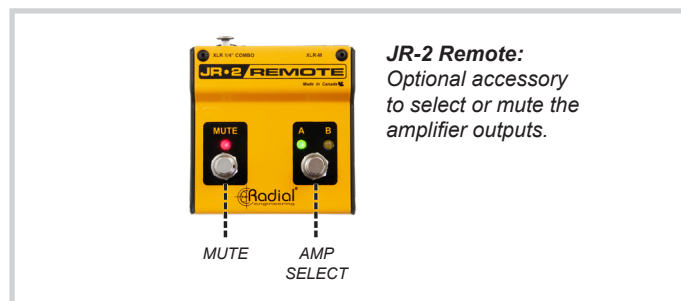 XLR 1/4" COMBO XLR-M
JR•2 REMOTE
Made In Canada
MUTE A B
Radial®
engineering
MUTE AMP
SELECT
JR-2 Remote:
Optional accessory
to select or mute the
amplifier outputs.